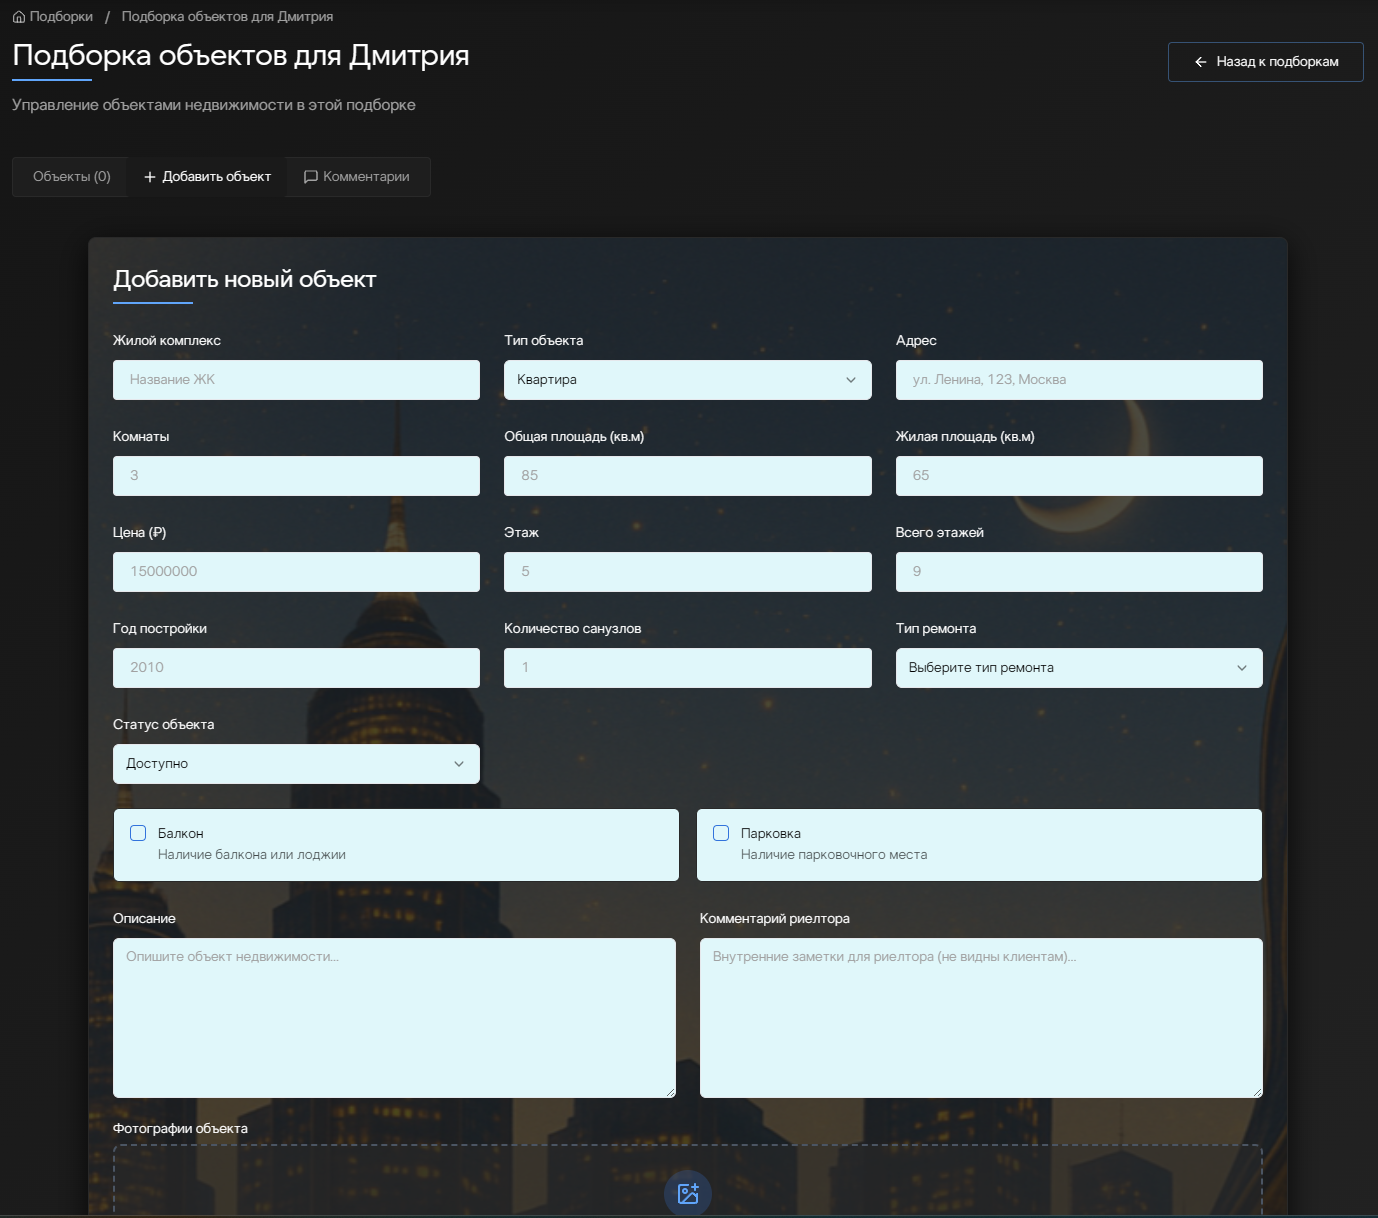 Подборки / Подборка объектов для Дмитрия
Подборка объектов для Дмитрия
Назад к подборкам
Управление объектами недвижимости в этой подборке
Объекты (0)
Добавить объект
Комментарии
Добавить новый объект
Жилой комплекс
Тип объекта
Адрес
Название ЖК
Квартира
ул. Ленина, 123, Москва
Комнаты
Общая площадь (кв.м)
Жилая площадь (кв.м)
3
85
65
Цена (₽)
Этаж
Всего этажей
15000000
5
9
Год постройки
Количество санузлов
Тип ремонта
2010
1
Выберите тип ремонта
Статус объекта
Доступно
Балкон
Наличие балкона или лоджии
Парковка
Наличие парковочного места
Описание
Комментарий риелтора
Опишите объект недвижимости...
Внутренние заметки для риелтора (не видны клиентам)...
Фотографии объекта